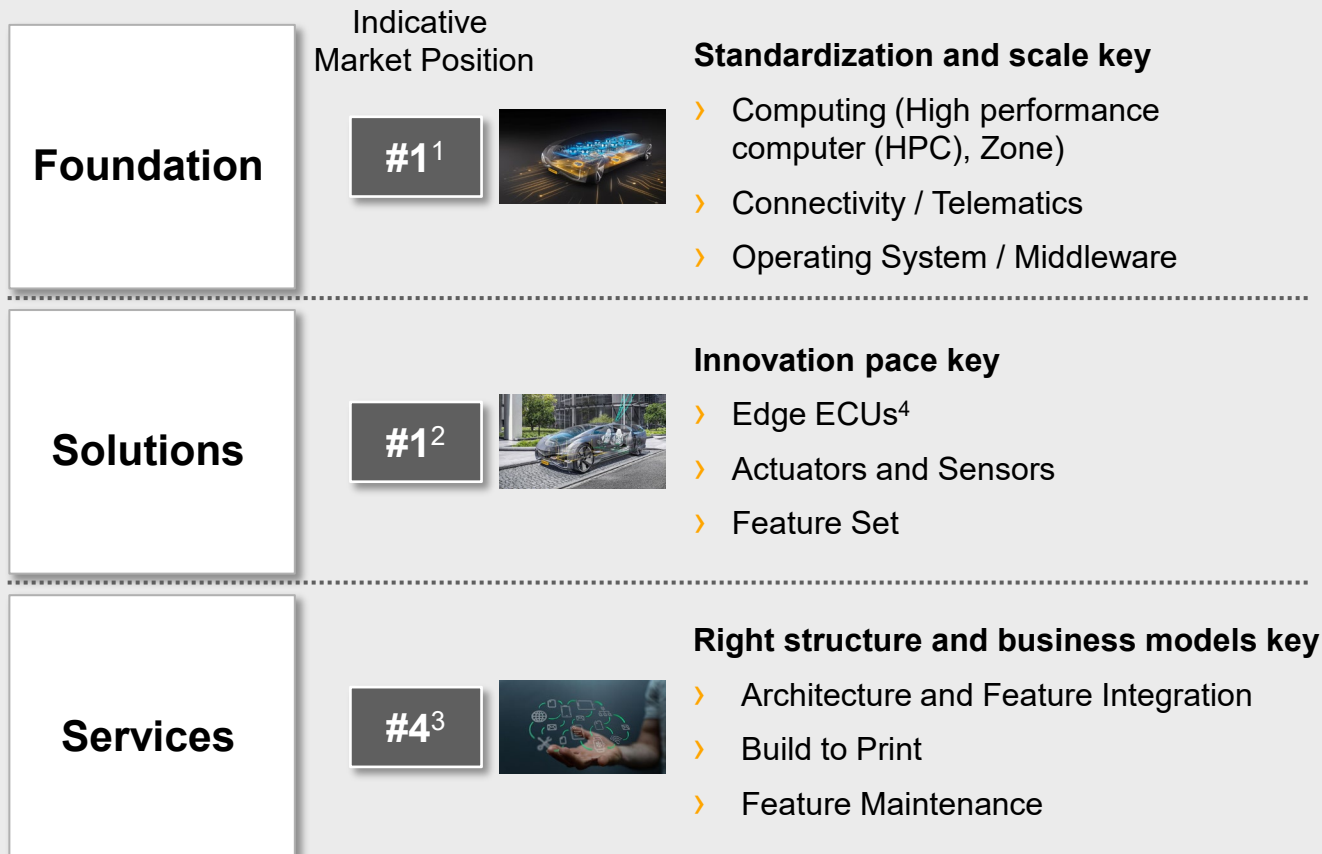 Indicative
Market Position
Foundation
#1¹
Standardization and scale key
› Computing (High performance
computer (HPC), Zone)
› Connectivity / Telematics
› Operating System / Middleware
Solutions
#1²
Innovation pace key
› Edge ECUs⁴
› Actuators and Sensors
› Feature Set
Services
#4³
Right structure and business models key
› Architecture and Feature Integration
› Build to Print
› Feature Maintenance